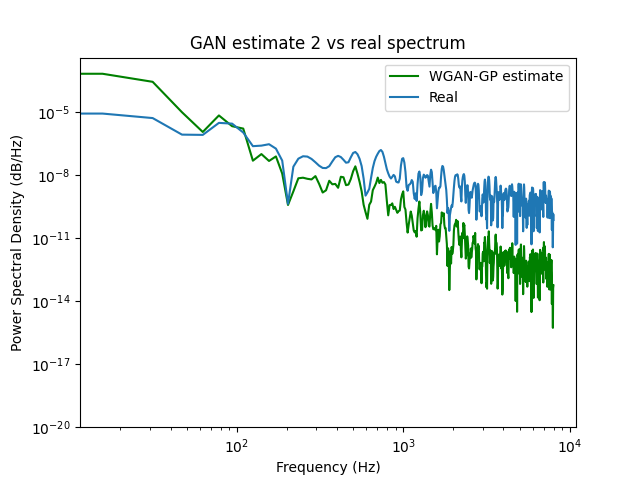 GAN estimate 2 vs real spectrum
WGAN-GP estimate
Real
Power Spectral Density (dB/Hz)
10⁻⁵
10⁻⁸
10⁻¹¹
10⁻¹⁴
10⁻¹⁷
10⁻²⁰
10² 10³ 10⁴
Frequency (Hz)